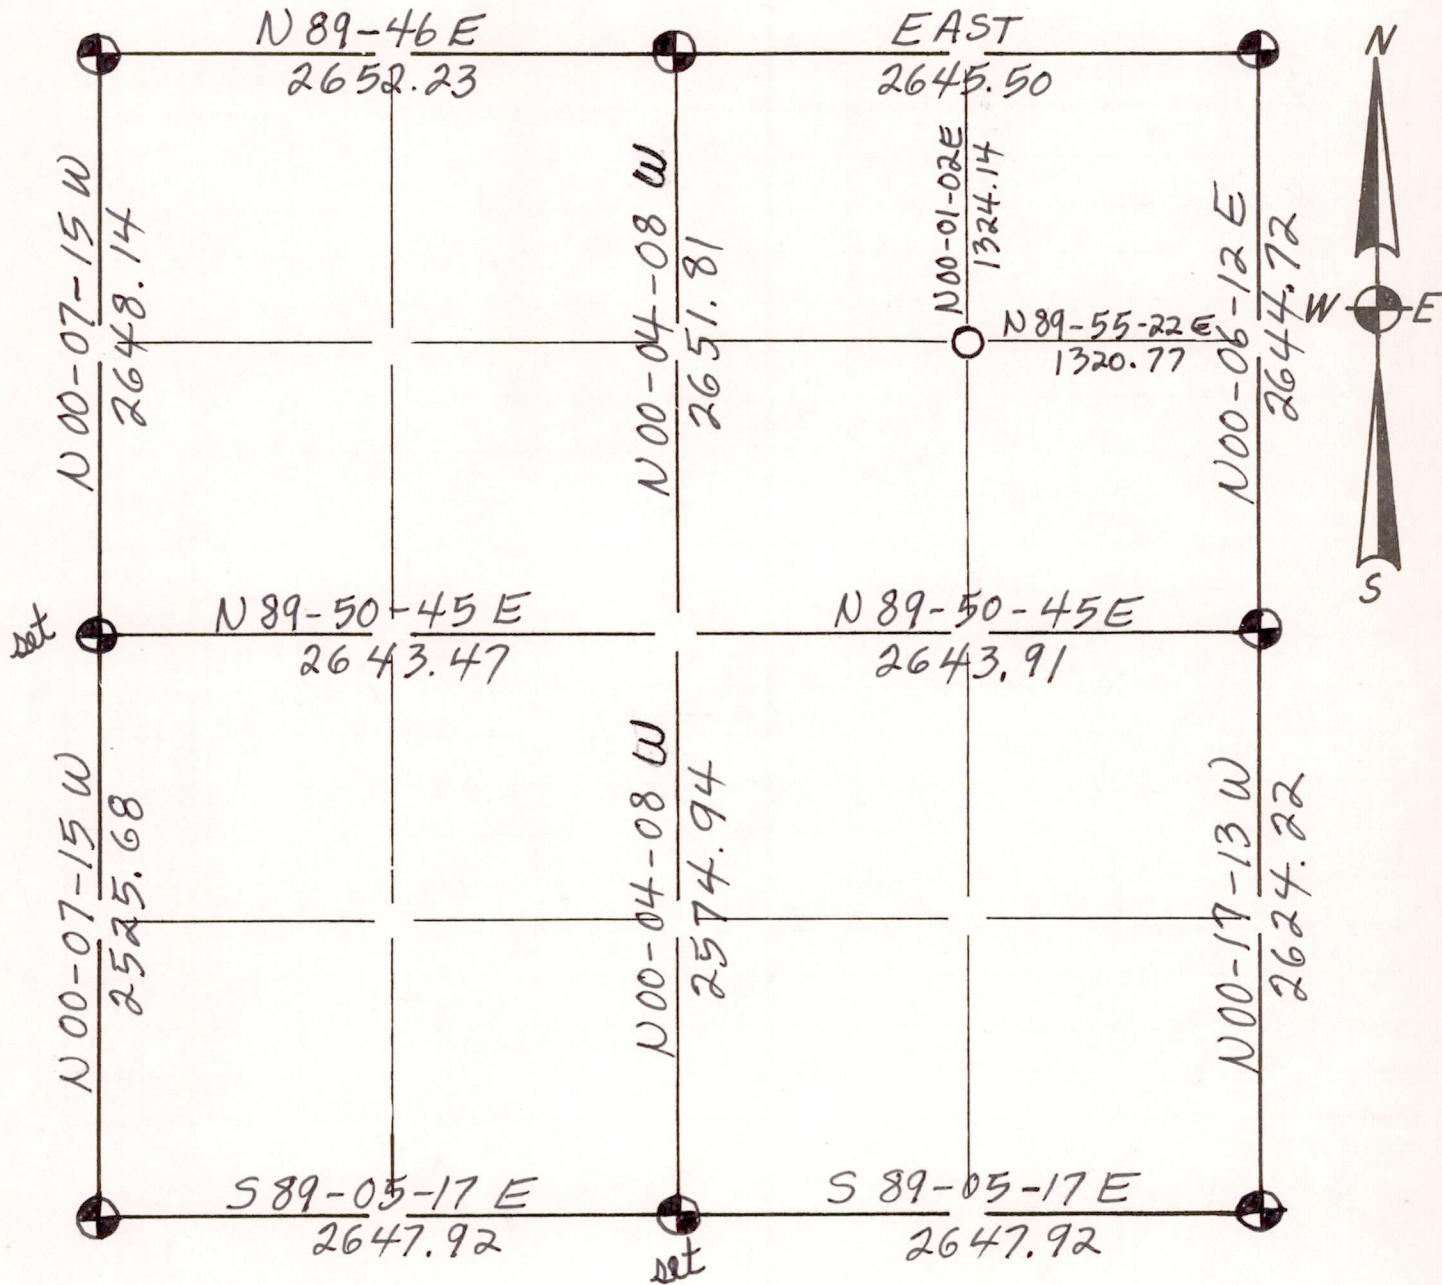 N 89-46 E
2652.23
EAST
2645.50
N
N 00-07-15 W
2648.14
N 00-04-08 W
2651.81
N00-01-02E
1324.14
N 89-55-22 E
1320.77
N00-06-12 E
2644.72
W
E
S
set
N 89-50-45 E
2643.47
N 89-50-45E
2643.91
N 00-07-15 W
2525.68
N00-04-08 W
2574.94
N00-17-13 W
2624.22
S 89-05-17 E
2647.92
set
S 89-05-17 E
2647.92